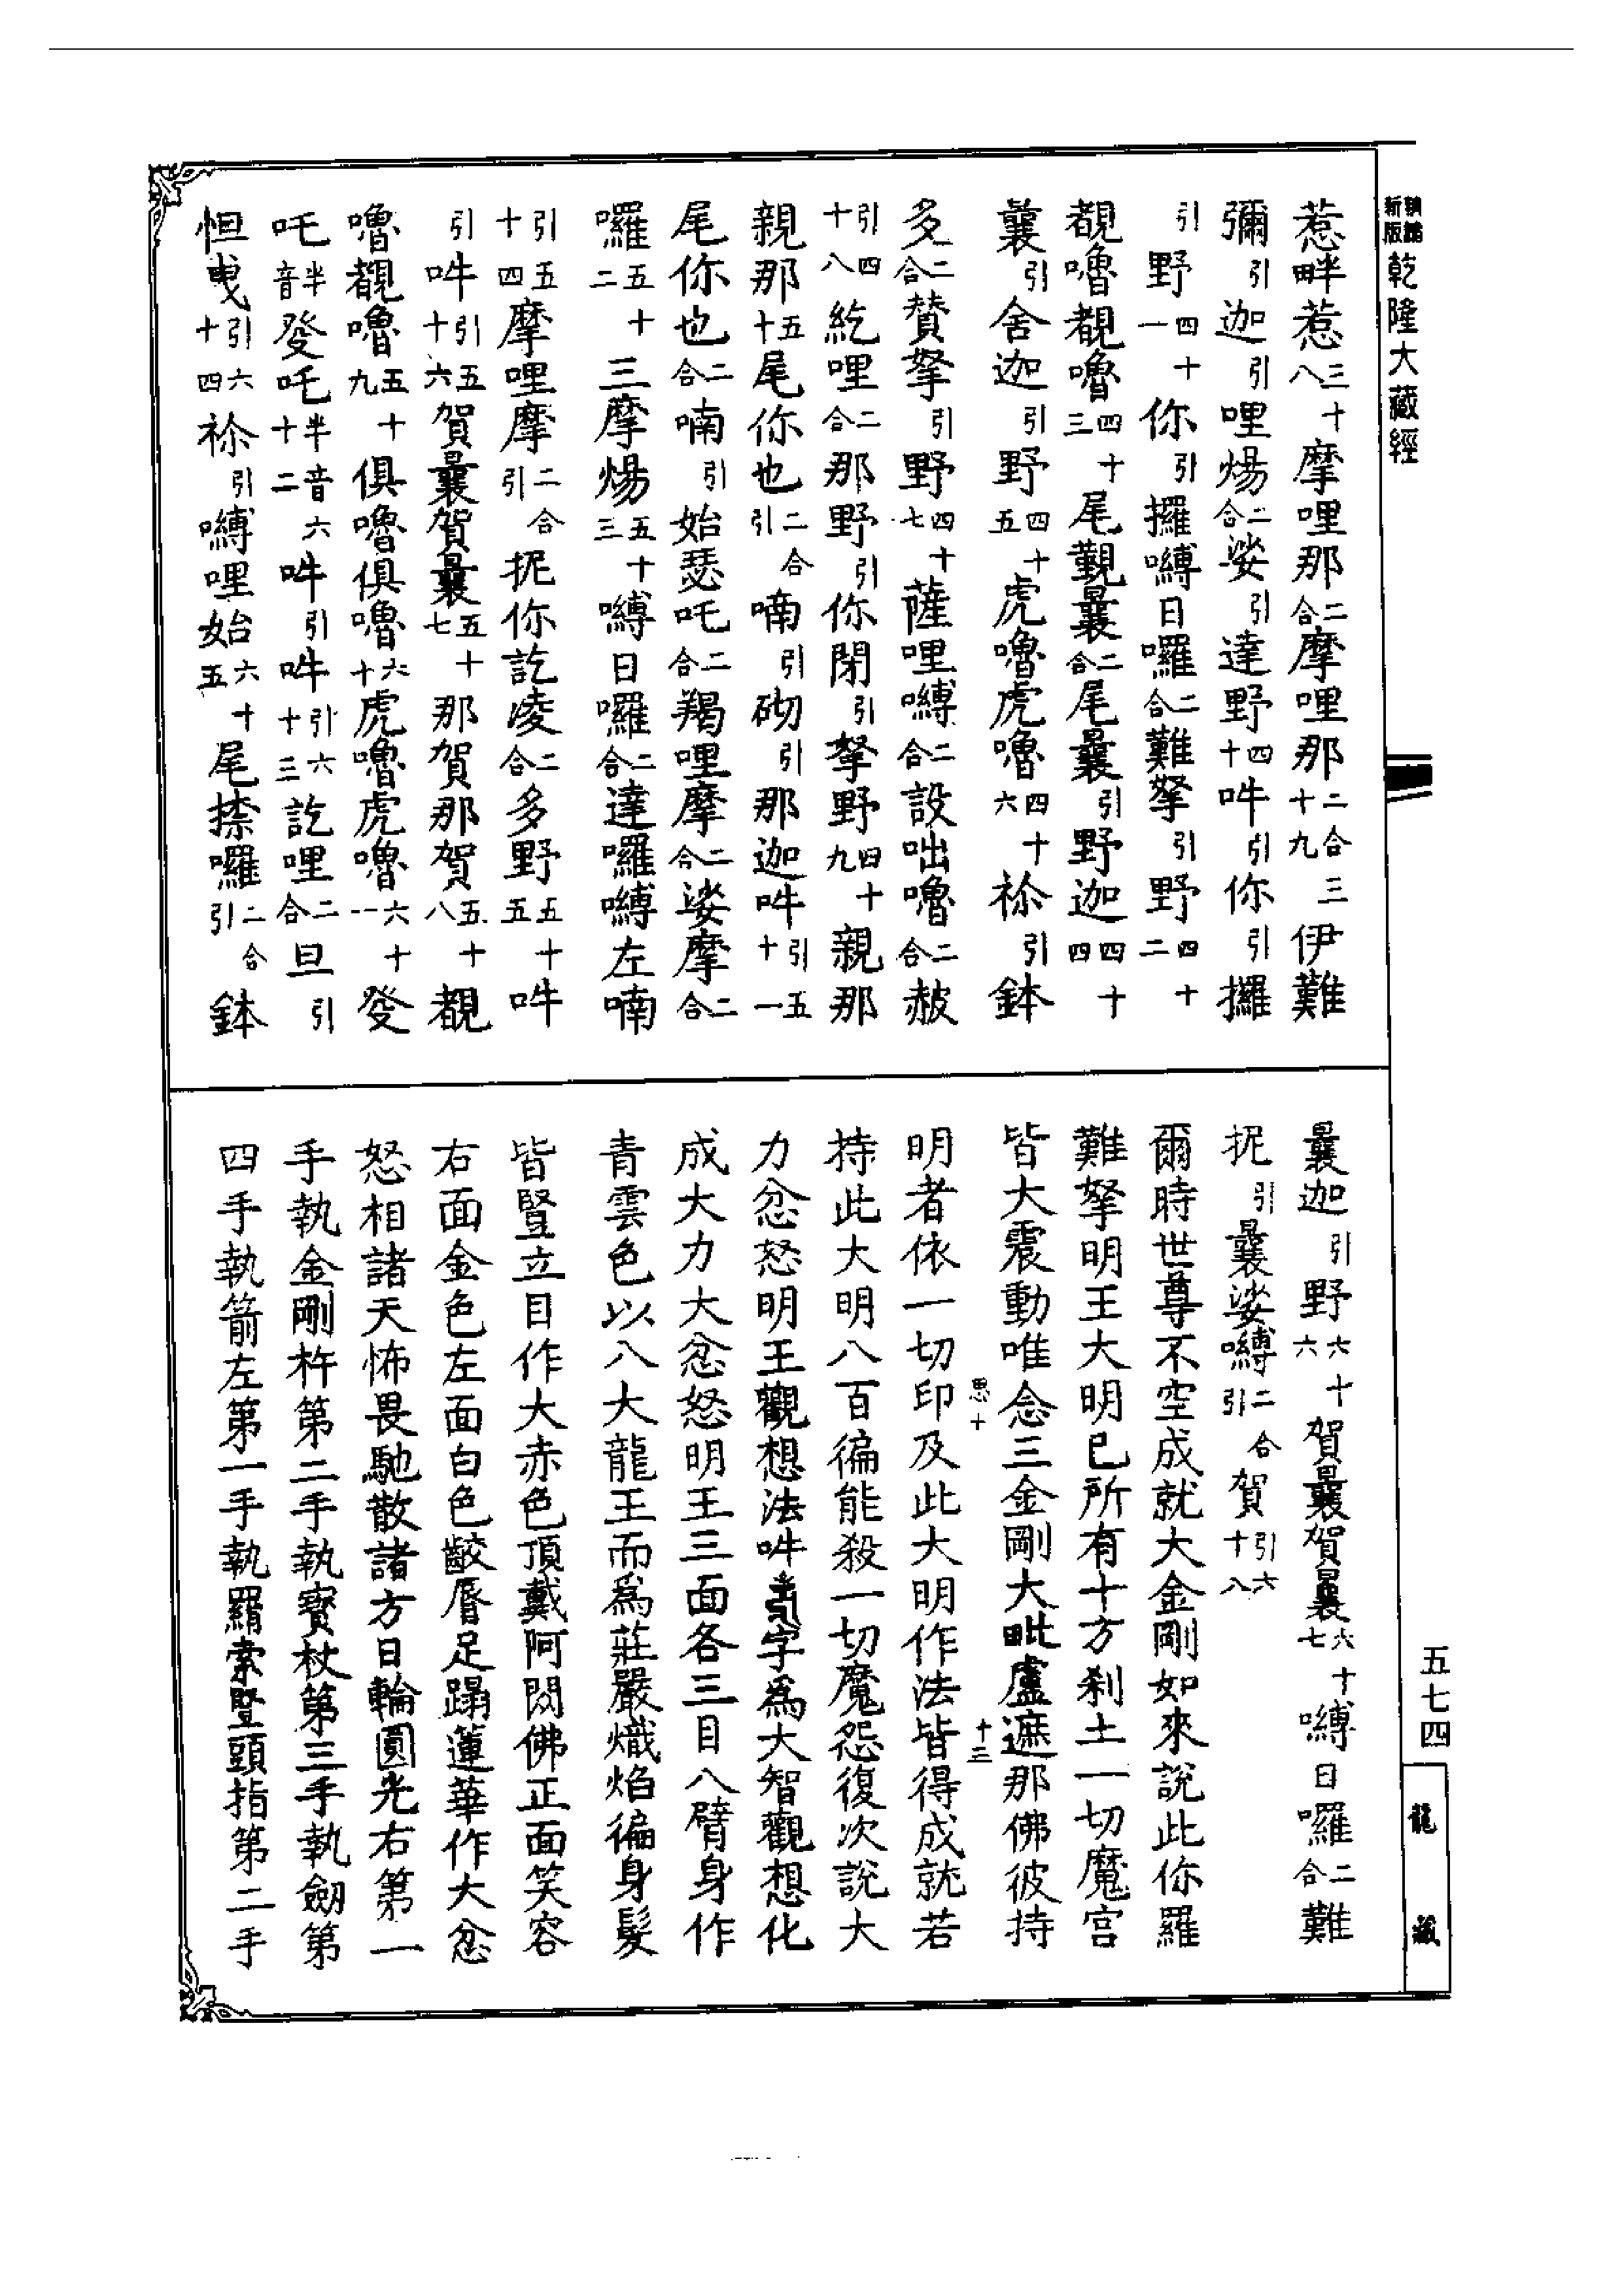 新版
乾隆大藏經
惹畔惹三十八摩哩那二合摩哩那二合三十九伊難
彌引迦引哩煬二合娑引達野四十吽引你引攞
引野四十一你引攞嚩日囉二合難拏引野四十二
覩嚕覩嚕四十三尾覲曩二合尾曩引野迦四十四
曩引舍迦引野四十五虎嚕虎嚕四十六祢引鉢
多二合贊拏引野四十七薩哩嚩二合設咄嚕二合赦
引四十八紇哩二合那野引你閉引拏野四十九親那
親那五十尾你也二合引喃引砌引那迦吽引五十一
尾你也二合喃引始瑟吒二合羯哩摩二合娑摩二合
囉五十二三摩煬五十三嚩日囉二合達囉嚩左喃
引五十四摩哩摩二合引抳你訖凌二合多野五十五吽
引吽引五十六賀曩賀曩五十七那賀那賀五十八覩
嚕覩嚕五十九俱嚕俱嚕六十虎嚕虎嚕六十一發
吒半音發吒半音六十二吽引吽引六十三訖哩二合旦引
怛曳引六十四祢引嚩哩始六十五尾捺囉二合引鉢
曩迦引野六十六賀曩賀曩六十七嚩日囉二合難
抳引曩娑嚩二合引賀引六十八
爾時世尊不空成就大金剛如來說此你羅
難拏明王大明已所有十方刹土一切魔宮
皆大震動唯念三金剛大毗盧遮那佛彼持
思十
十三
明者依一切印及此大明作法皆得成就若
持此大明八百徧能殺一切魔怨復次說大
力忿怒明王觀想法吽引字爲大智觀想化
成大力大忿怒明王三面各三目八臂身作
青雲色以八大龍王而爲莊嚴熾焰徧身髮
皆豎立目作大赤色頂戴阿閦佛正面笑容
右面金色左面白色齩脣足蹋蓮華作大忿
怒相諸天怖畏馳散諸方日輪圓光右第一
手執金剛杵第二手執寶杖第三手執劒第
四手執箭左第一手執羂索豎頭指第二手
五七四
龍藏